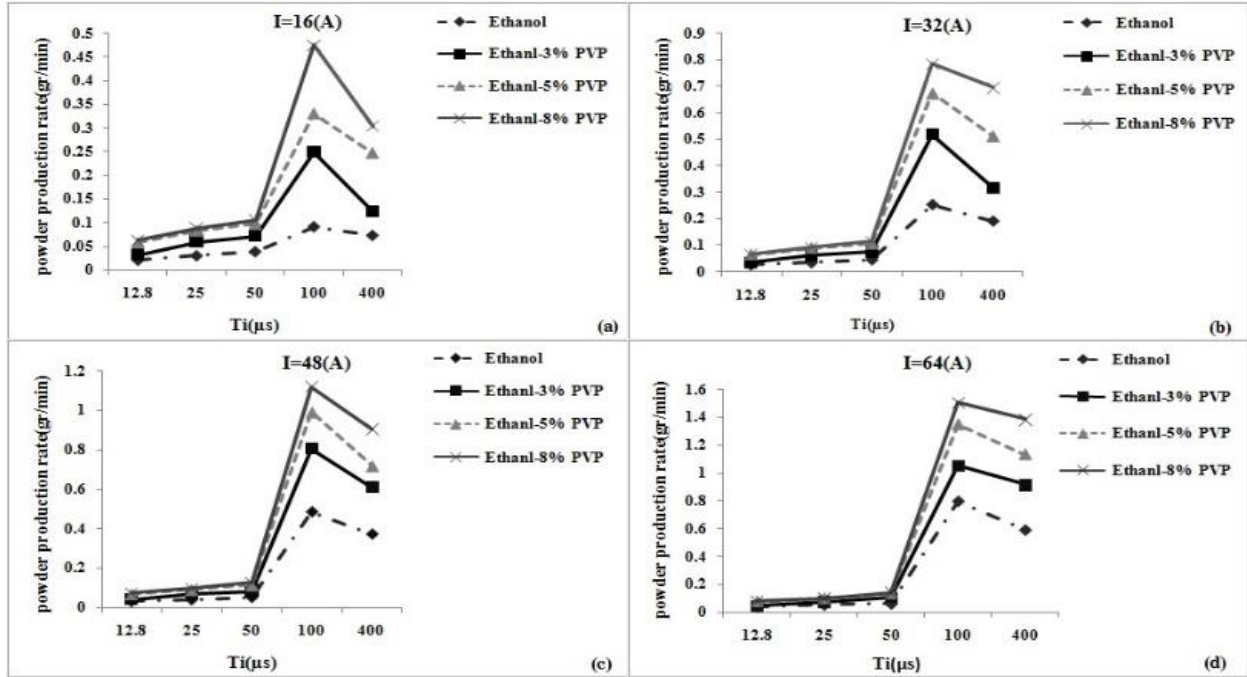 I=16(A)
Ethanol
Ethanl-3% PVP
Ethanl-5% PVP
Ethanl-8% PVP
powder production rate(gr/min)
0.5
0.45
0.4
0.35
0.3
0.25
0.2
0.15
0.1
0.05
0
12.8 25 50 100 400
Ti(μs)
(a)
I=32(A)
Ethanol
Ethanl-3% PVP
Ethanl-5% PVP
Ethanl-8% PVP
powder production rate(gr/min)
0.9
0.8
0.7
0.6
0.5
0.4
0.3
0.2
0.1
0
12.8 25 50 100 400
Ti(μs)
(b)
I=48(A)
Ethanol
Ethanl-3% PVP
Ethanl-5% PVP
Ethanl-8% PVP
powder production rate(gr/min)
1.2
1
0.8
0.6
0.4
0.2
0
12.8 25 50 100 400
Ti(μs)
(c)
I=64(A)
Ethanol
Ethanl-3% PVP
Ethanl-5% PVP
Ethanl-8% PVP
powder production rate(gr/min)
1.6
1.4
1.2
1
0.8
0.6
0.4
0.2
0
12.8 25 50 100 400
Ti(μs)
(d)